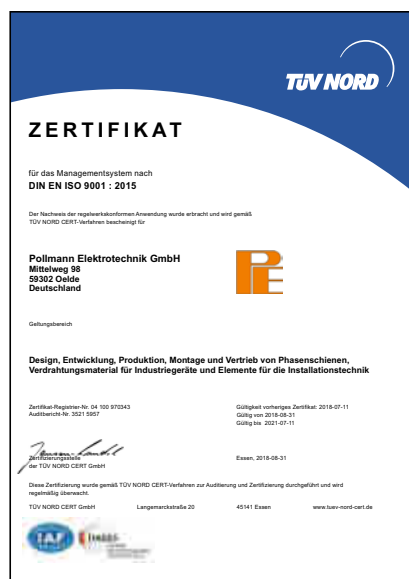 TÜV NORD
ZERTIFIKAT
für das Managementsystem nach
DIN EN ISO 9001 : 2015
Der Nachweis der regelwerkskonformen Anwendung wurde erbracht und wird gemäß
TÜV NORD CERT-Verfahren bescheinigt für
Pollmann Elektrotechnik GmbH
Mittelweg 98
59302 Oelde
Deutschland
PE
Geltungsbereich
Design, Entwicklung, Produktion, Montage und Vertrieb von Phasenschienen,
Verdrahtungsmaterial für Industriegeräte und Elemente für die Installationstechnik
Zertifikat-Registrier-Nr. 04 100 970343
Auditbericht-Nr. 3521 5957
Gültigkeit vorheriges Zertifikat: 2018-07-11
Gültig von 2018-08-31
Gültig bis 2021-07-11
Zertifizierungsstelle
der TÜV NORD CERT GmbH
Essen, 2018-08-31
Diese Zertifizierung wurde gemäß TÜV NORD CERT-Verfahren zur Auditierung und Zertifizierung durchgeführt und wird
regelmäßig überwacht.
TÜV NORD CERT GmbH Langemarckstraße 20 45141 Essen www.tuev-nord-cert.de
IAF
DAkkS